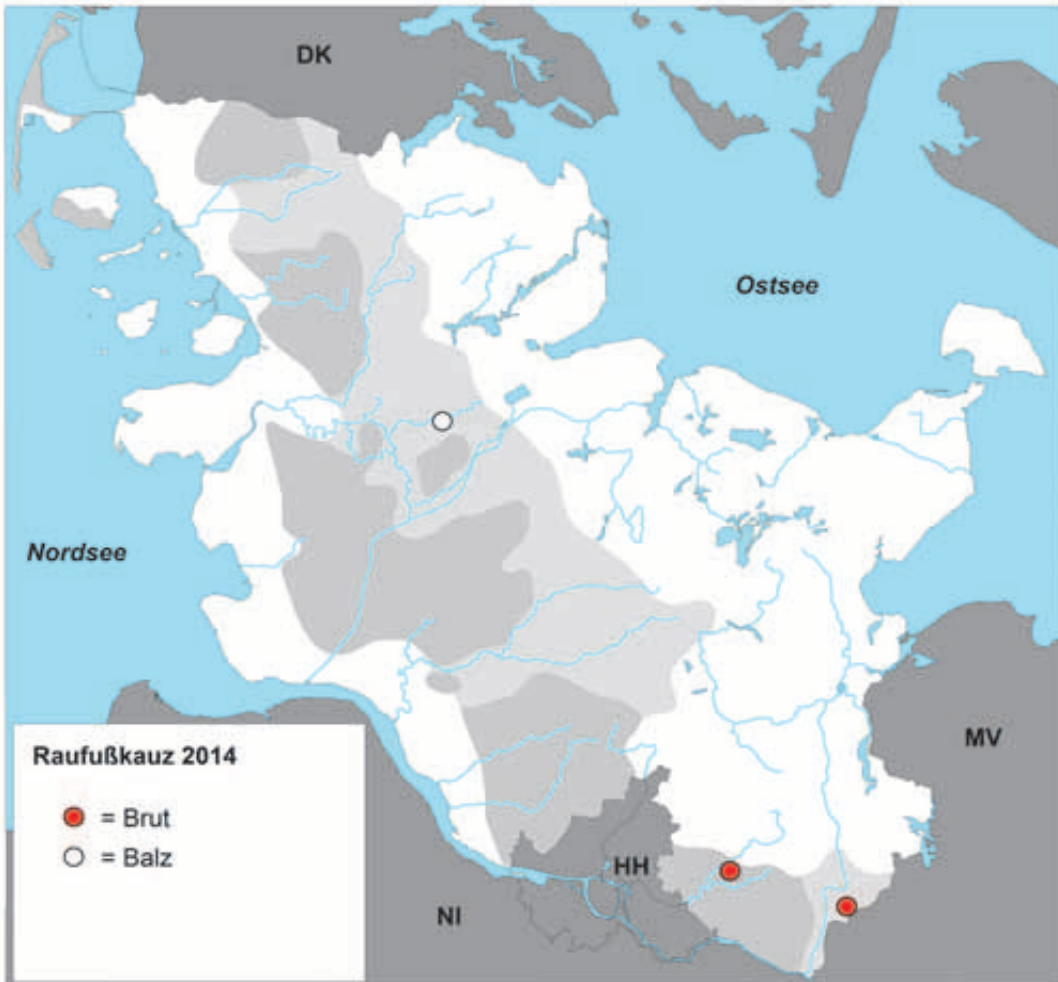 DK
Ostsee
Nordsee
MV
Raufußkauz 2014
= Brut
= Balz
HH
NI